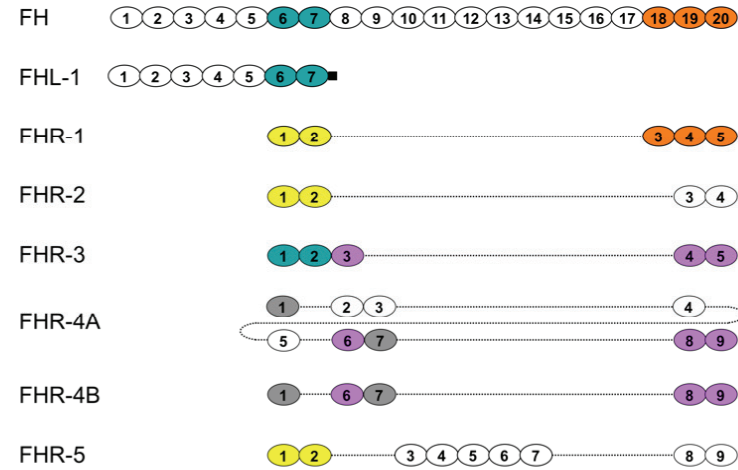 FH 1 2 3 4 5 6 7 8 9 10 11 12 13 14 15 16 17 18 19 20
FHL-1 1 2 3 4 5 6 7
FHR-1 1 2 3 4 5
FHR-2 1 2 3 4
FHR-3 1 2 3 4 5
1 2 3 4
FHR-4A
5 6 7 8 9
FHR-4B 1 6 7 8 9
FHR-5 1 2 3 4 5 6 7 8 9